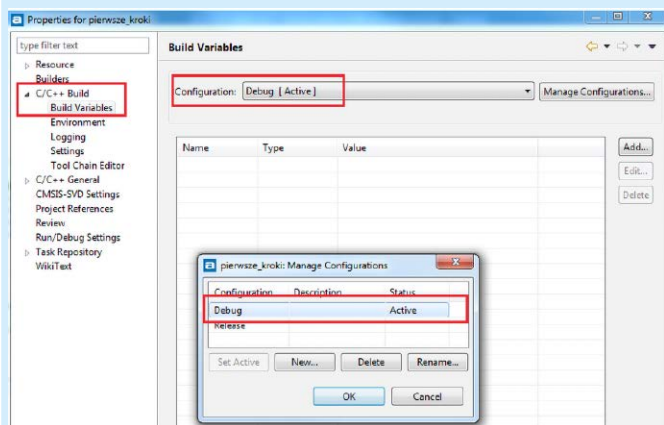 Properties for pierwsze_kroki
type filter text
Resource
Builders
C/C++ Build
Build Variables
Environment
Logging
Settings
Tool Chain Editor
C/C++ General
CMSIS-SVD Settings
Project References
Review
Run/Debug Settings
Task Repository
WikiText
Build Variables
Configuration: Debug [ Active ]
Manage Configurations...
Name Type Value
Add...
Edit...
Delete
pierwsze_kroki: Manage Configurations
Configuration Description Status
Debug Active
Release
Set Active New... Delete Rename...
OK Cancel